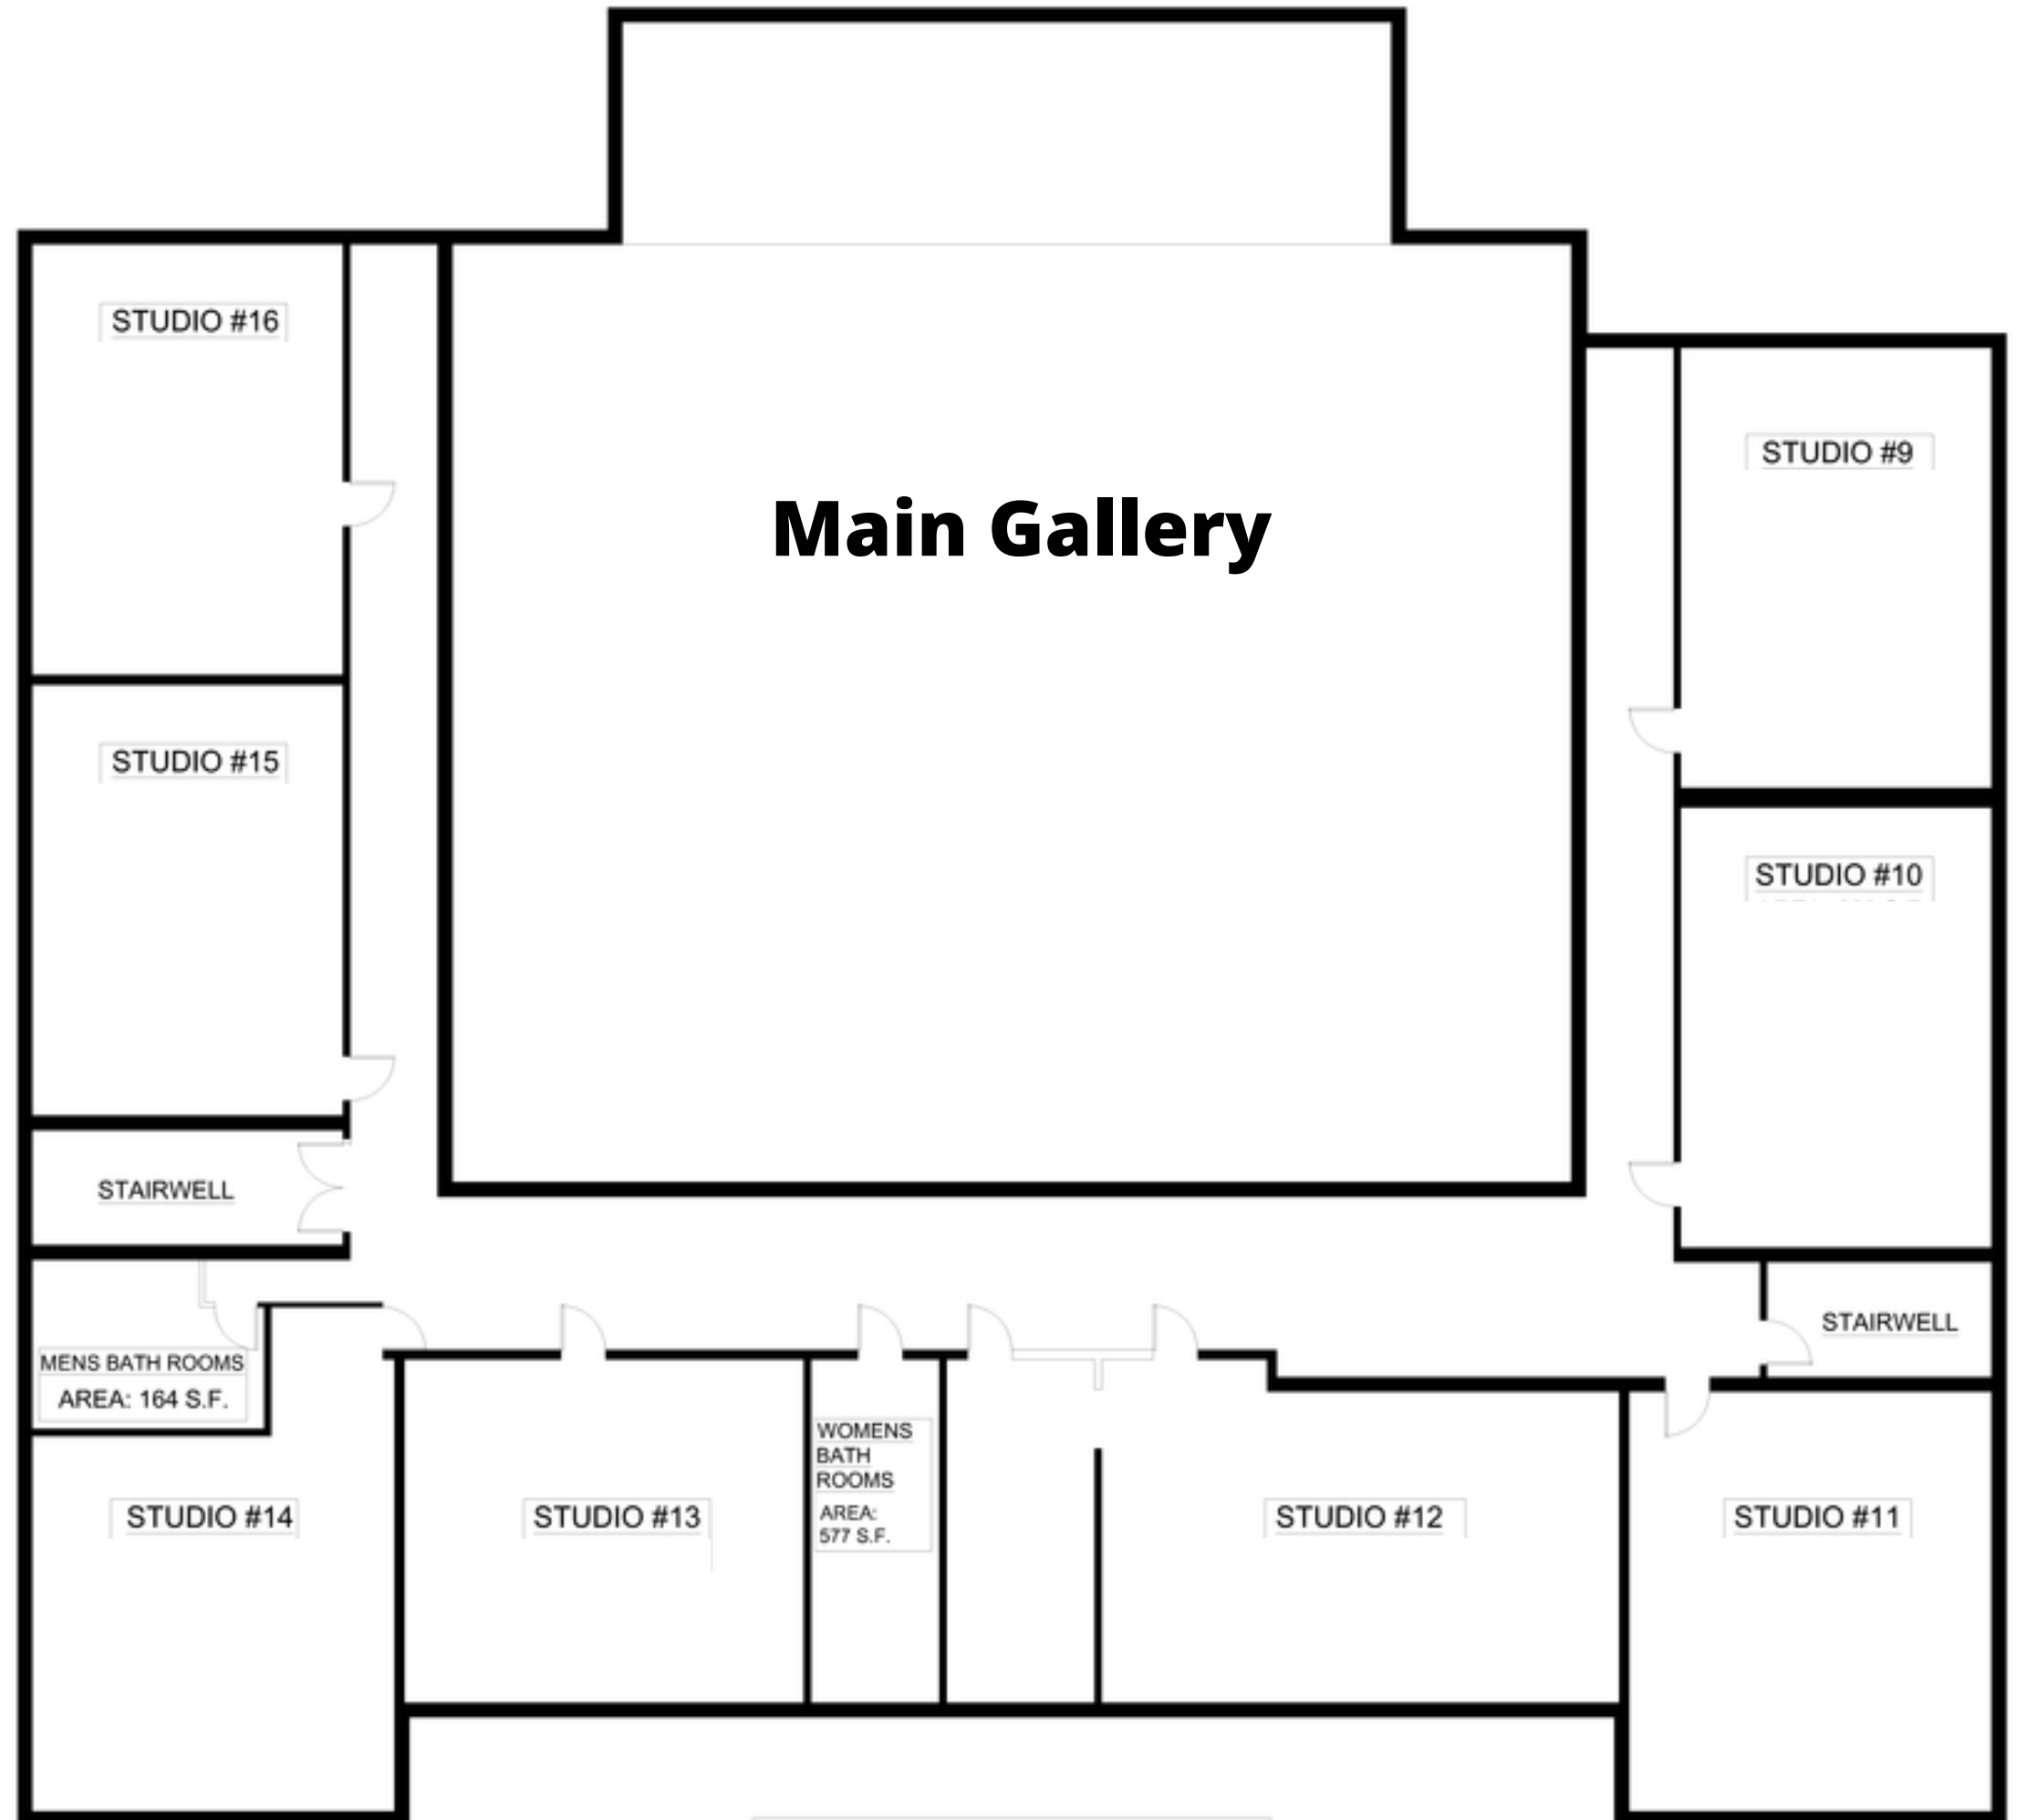 STUDIO #16
STUDIO #9
Main Gallery
STUDIO #15
STUDIO #10
STAIRWELL
STAIRWELL
MENS BATH ROOMS
AREA: 164 S.F.
WOMENS
BATH
ROOMS
AREA:
577 S.F.
STUDIO #14
STUDIO #13
STUDIO #12
STUDIO #11